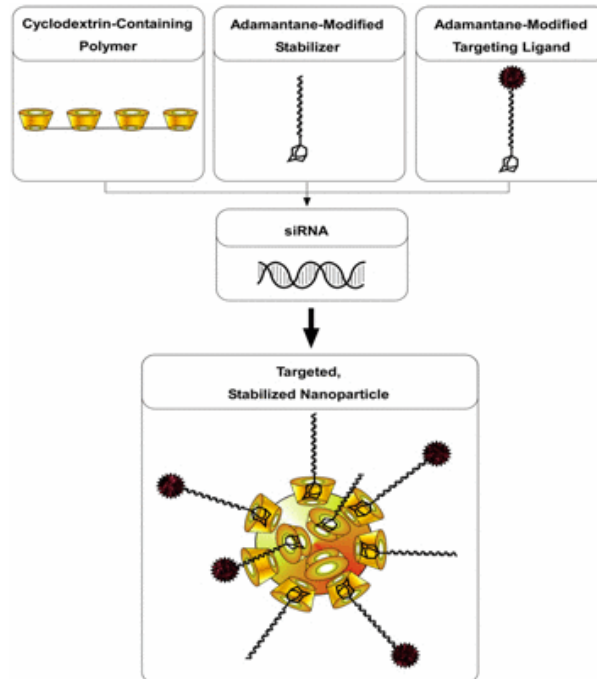 Cyclodextrin-Containing
Polymer
Adamantane-Modified
Stabilizer
Adamantane-Modified
Targeting Ligand
siRNA
Targeted,
Stabilized Nanoparticle